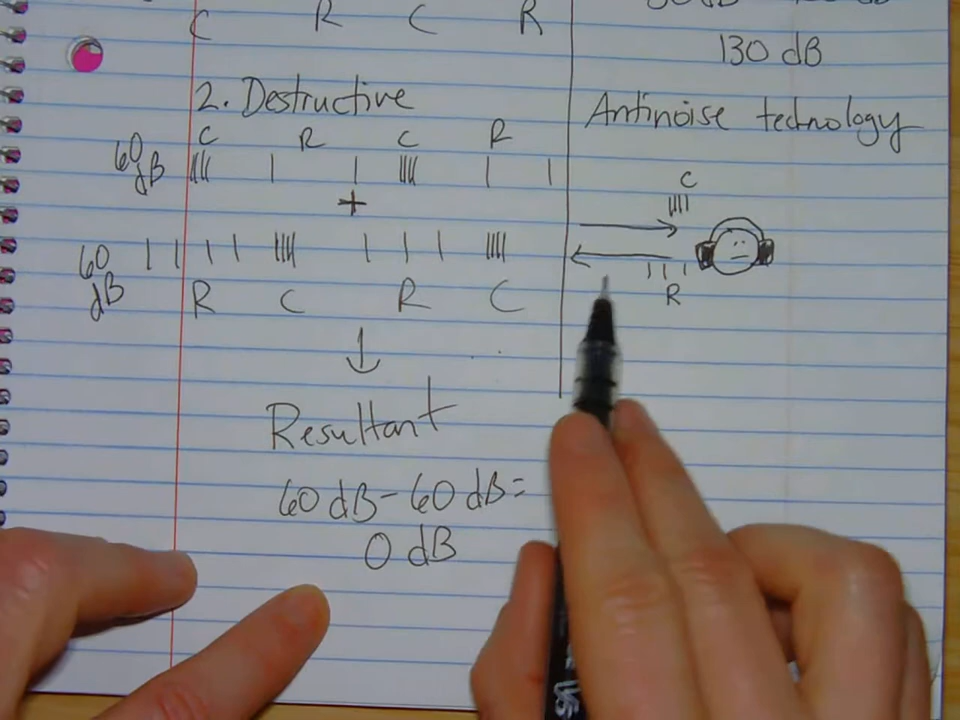 C R C R
2. Destructive
C R C R
60 dB
+
60 dB
R C R C
↓
Resultant
60 dB - 60 dB =
0 dB
130 dB
Antinoise technology
C
R